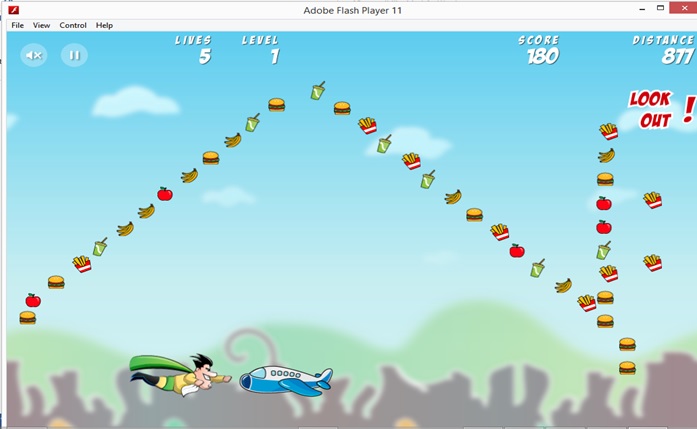 Adobe Flash Player 11
File View Control Help
LIVES LEVEL SCORE DISTANCE
5 1 180 877
LOOK
OUT !